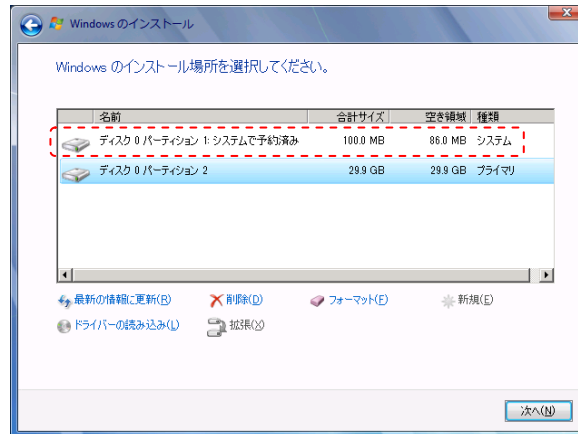 Windows のインストール
Windows のインストール場所を選択してください。
名前 合計サイズ 空き領域 種類
ディスク 0 パーティション 1: システムで予約済み 100.0 MB 86.0 MB システム
ディスク 0 パーティション 2 29.9 GB 29.9 GB プライマリ
最新の情報に更新(R) 削除(D) フォーマット(F) 新規(E)
ドライバーの読み込み(L) 拡張(X)
次へ(N)